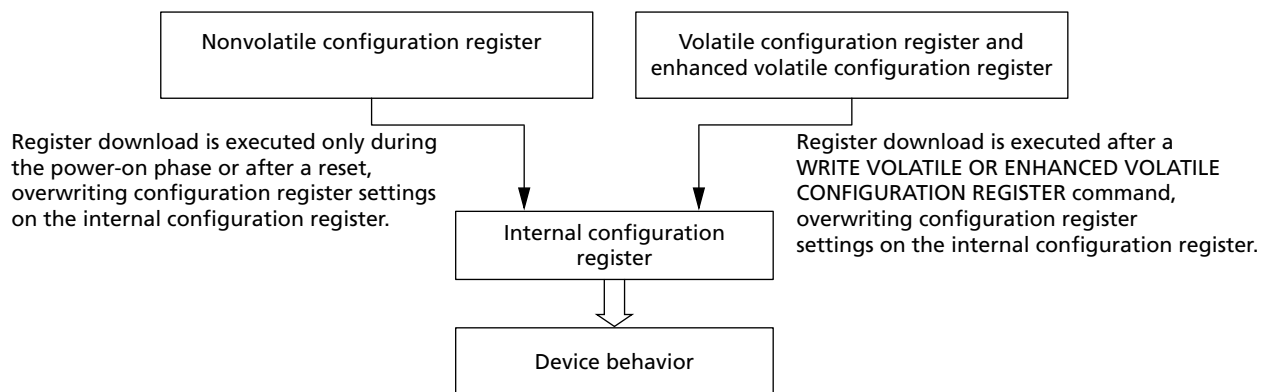 Nonvolatile configuration register
Volatile configuration register and
enhanced volatile configuration register
Register download is executed only during
the power-on phase or after a reset,
overwriting configuration register settings
on the internal configuration register.
Register download is executed after a
WRITE VOLATILE OR ENHANCED VOLATILE
CONFIGURATION REGISTER command,
overwriting configuration register
settings on the internal configuration register.
Internal configuration
register
Device behavior